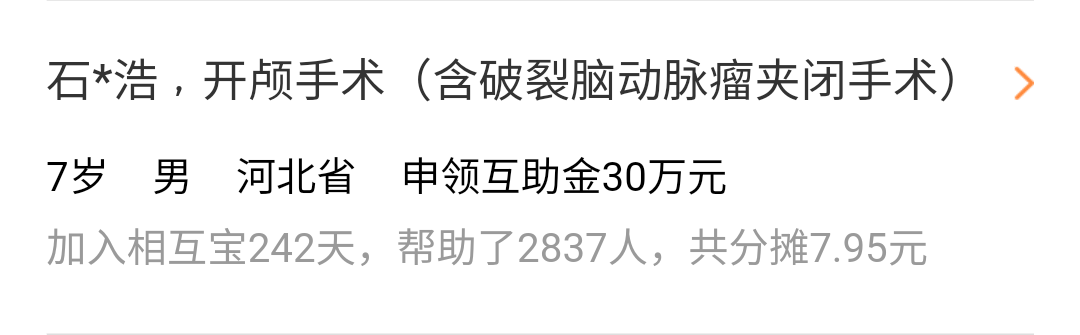 石*浩，开颅手术（含破裂脑动脉瘤夹闭手术）
7岁 男 河北省 申领互助金30万元
加入相互宝242天，帮助了2837人，共分摊7.95元